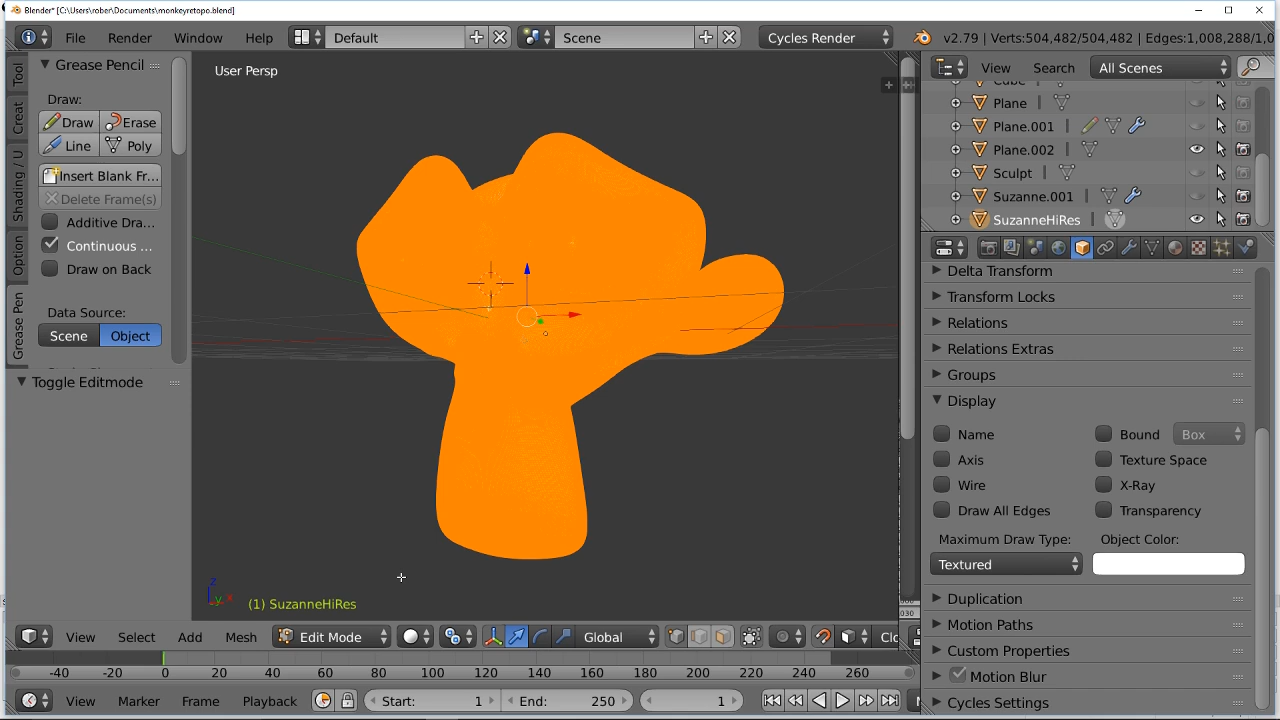 Blender* [C:\Users\rober\Documents\monkeyretopo.blend]
File Render Window Help Default Scene Cycles Render v2.79 | Verts:504,482/504,482 | Edges:1,008,288/1,0
Tool
Creat
Shading / U
Option
Grease Pen
Grease Pencil
Draw:
Draw Erase
Line Poly
Insert Blank Fr...
Delete Frame(s)
Additive Dra...
Continuous ...
Draw on Back
Data Source:
Scene Object
Toggle Editmode
User Persp
z
y x
(1) SuzanneHiRes
View Select Add Mesh Edit Mode Global Clo
-40 -20 0 20 40 60 80 100 120 140 160 180 200 220 240 260
View Marker Frame Playback Start: 1 End: 250 1
030
View Search All Scenes
Cube
Plane
Plane.001
Plane.002
Sculpt
Suzanne.001
SuzanneHiRes
Delta Transform
Transform Locks
Relations
Relations Extras
Groups
Display
Name Bound Box
Axis Texture Space
Wire X-Ray
Draw All Edges Transparency
Maximum Draw Type: Object Color:
Textured
Duplication
Motion Paths
Custom Properties
Motion Blur
Cycles Settings